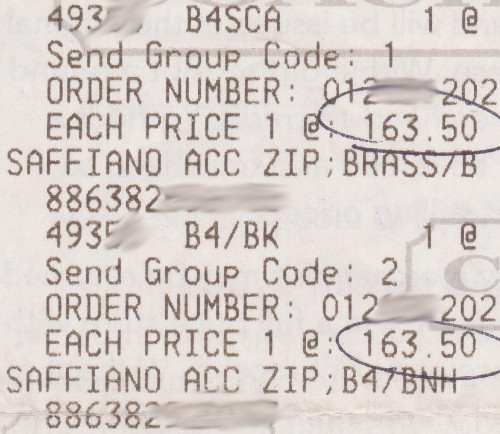 493 B4SCA 1 @
Send Group Code: 1
ORDER NUMBER: 012 202
EACH PRICE 1 @ 163.50
SAFFIANO ACC ZIP;BRASS/B
886382
493 B4/BK 1 @
Send Group Code: 2
ORDER NUMBER: 012 202
EACH PRICE 1 @: 163.50
SAFFIANO ACC ZIP;B4/BNH
886382